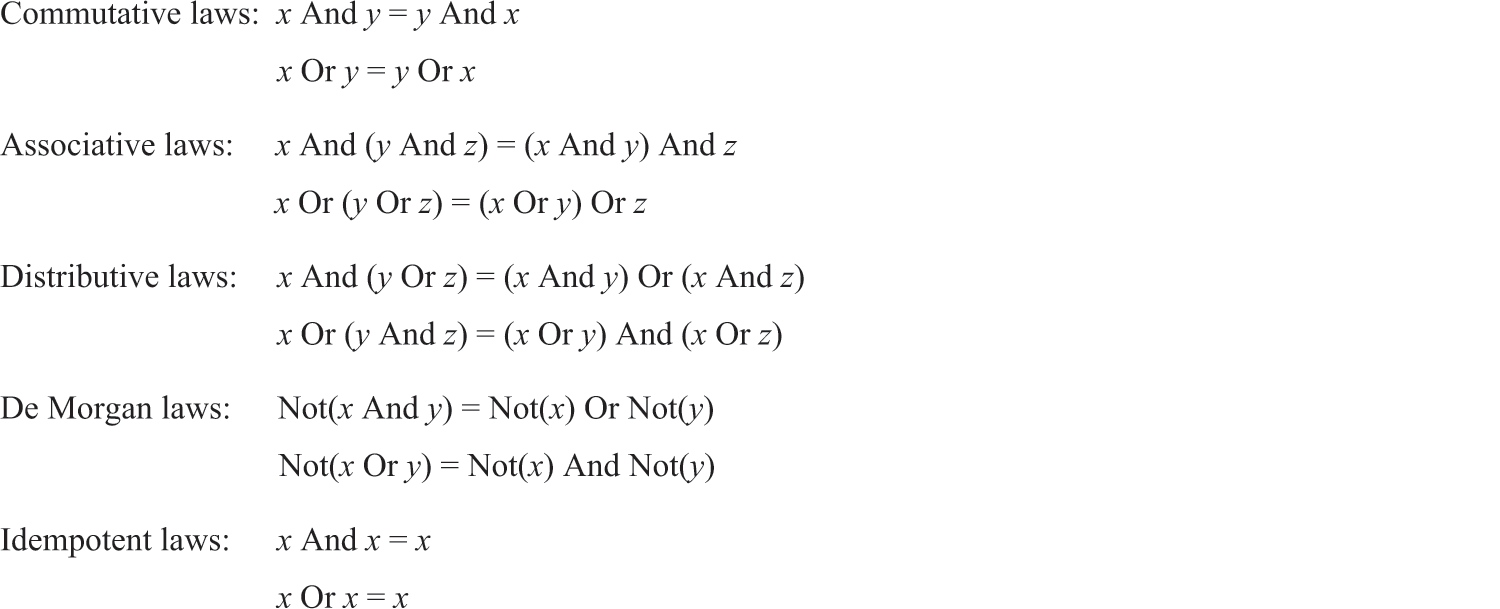 Commutative laws: x And y = y And x
x Or y = y Or x
Associative laws: x And (y And z) = (x And y) And z
x Or (y Or z) = (x Or y) Or z
Distributive laws: x And (y Or z) = (x And y) Or (x And z)
x Or (y And z) = (x Or y) And (x Or z)
De Morgan laws: Not(x And y) = Not(x) Or Not(y)
Not(x Or y) = Not(x) And Not(y)
Idempotent laws: x And x = x
x Or x = x